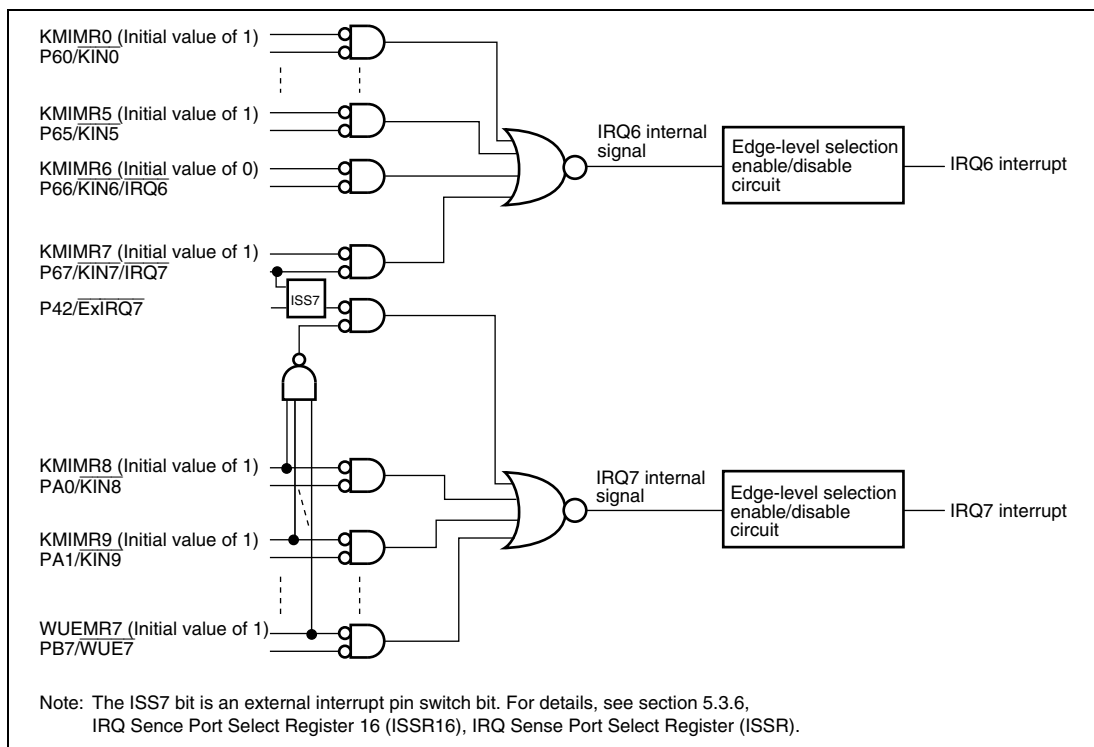 KMIMR0 (Initial value of 1)
P60/KIN0
KMIMR5 (Initial value of 1)
P65/KIN5
KMIMR6 (Initial value of 0)
P66/KIN6/IRQ6
KMIMR7 (Initial value of 1)
P67/KIN7/IRQ7
ISS7
P42/ExIRQ7
IRQ6 internal
signal
Edge-level selection
enable/disable
circuit
IRQ6 interrupt
KMIMR8 (Initial value of 1)
PA0/KIN8
KMIMR9 (Initial value of 1)
PA1/KIN9
WUEMR7 (Initial value of 1)
PB7/WUE7
IRQ7 internal
signal
Edge-level selection
enable/disable
circuit
IRQ7 interrupt
Note: The ISS7 bit is an external interrupt pin switch bit. For details, see section 5.3.6,
IRQ Sence Port Select Register 16 (ISSR16), IRQ Sense Port Select Register (ISSR).